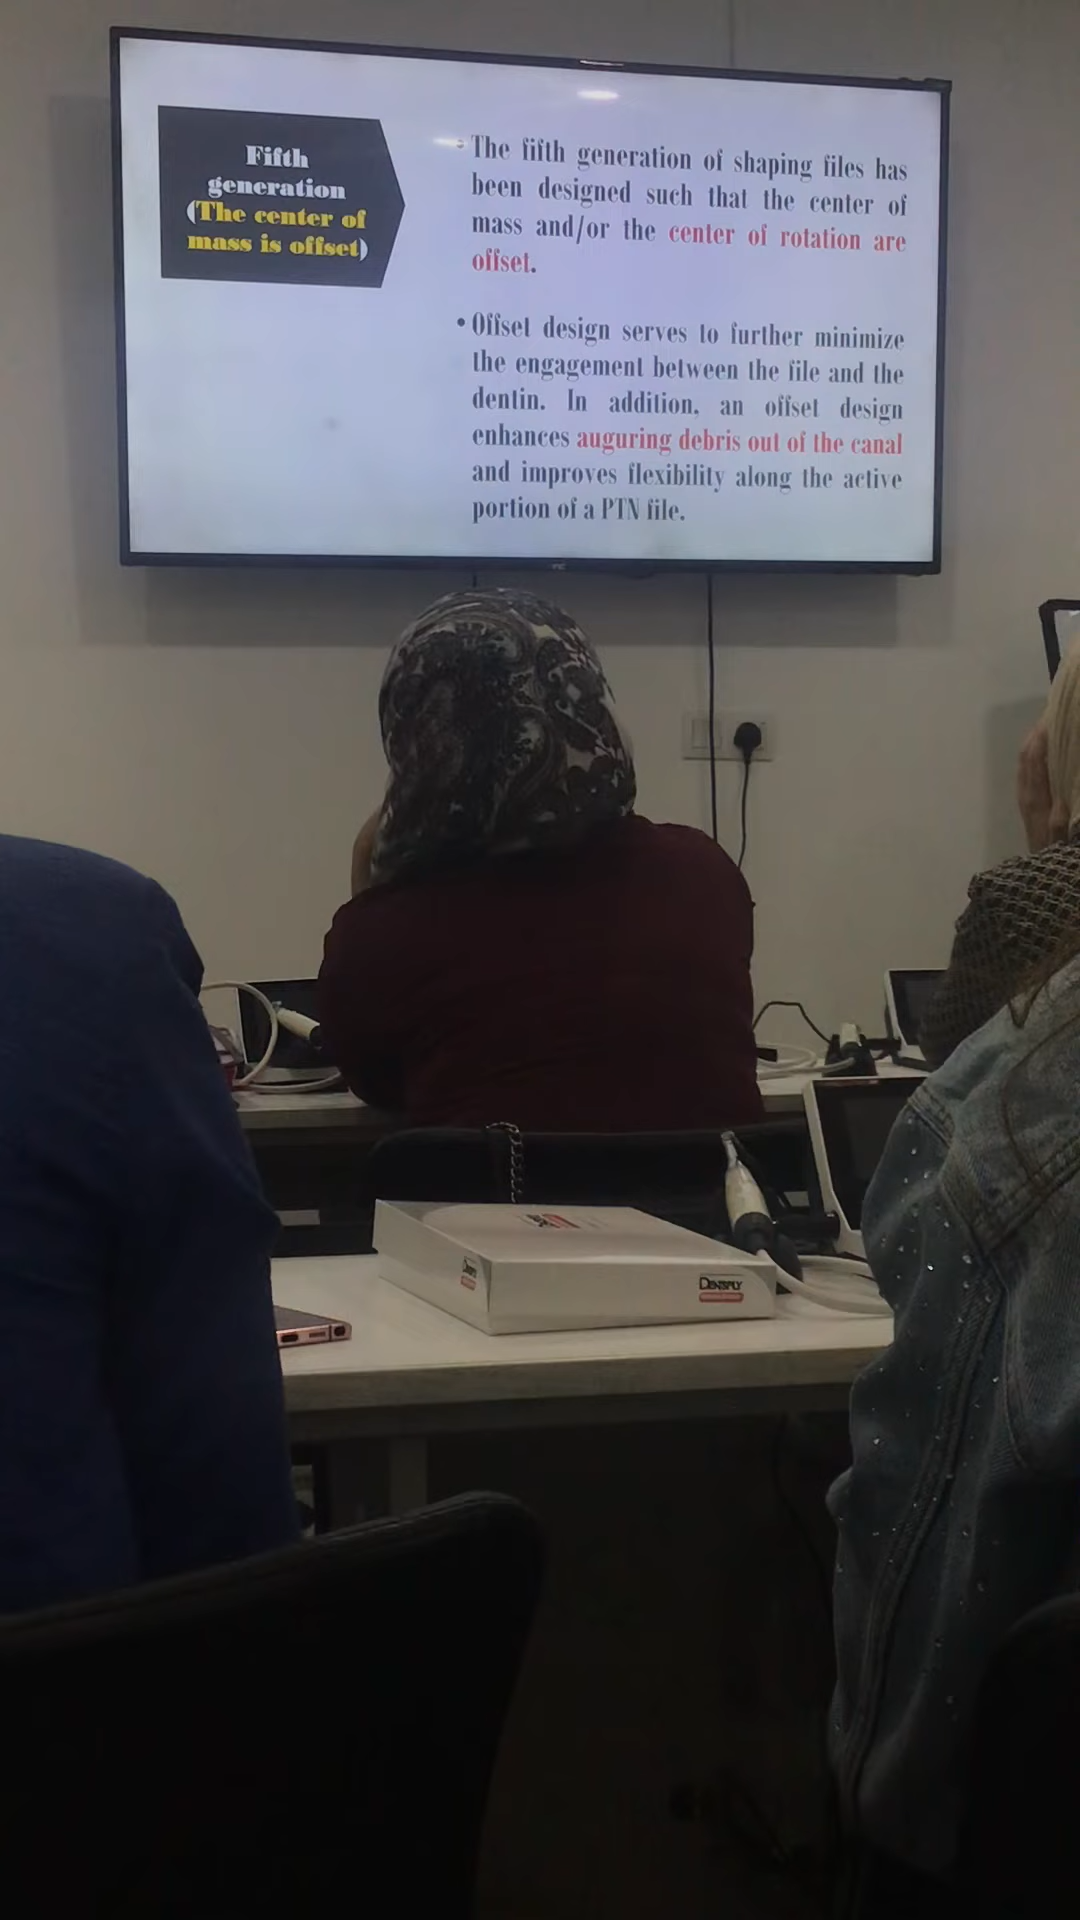 Fifth
generation
(The center of
mass is offset)
• The fifth generation of shaping files has
been designed such that the center of
mass and/or the center of rotation are
offset.
• Offset design serves to further minimize
the engagement between the file and the
dentin. In addition, an offset design
enhances auguring debris out of the canal
and improves flexibility along the active
portion of a PTN file.
DENTSPLY